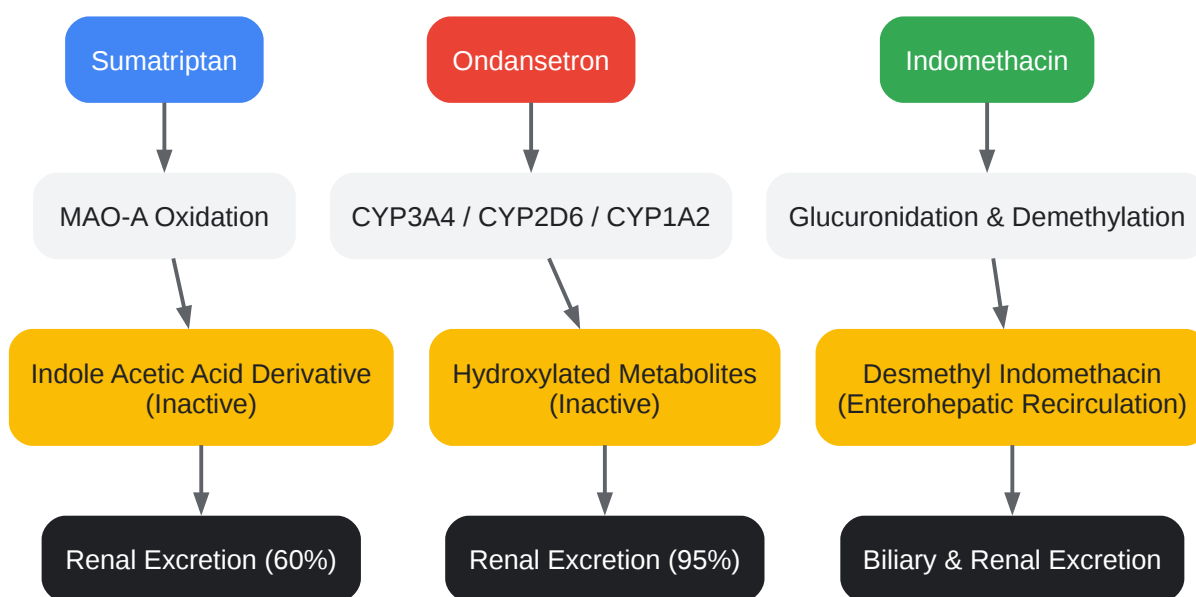 Sumatriptan
Ondansetron
Indomethacin
MAO-A Oxidation
CYP3A4 / CYP2D6 / CYP1A2
Glucuronidation & Demethylation
Indole Acetic Acid Derivative
(Inactive)
Hydroxylated Metabolites
(Inactive)
Desmethyl Indomethacin
(Enterohepatic Recirculation)
Renal Excretion (60%)
Renal Excretion (95%)
Biliary & Renal Excretion